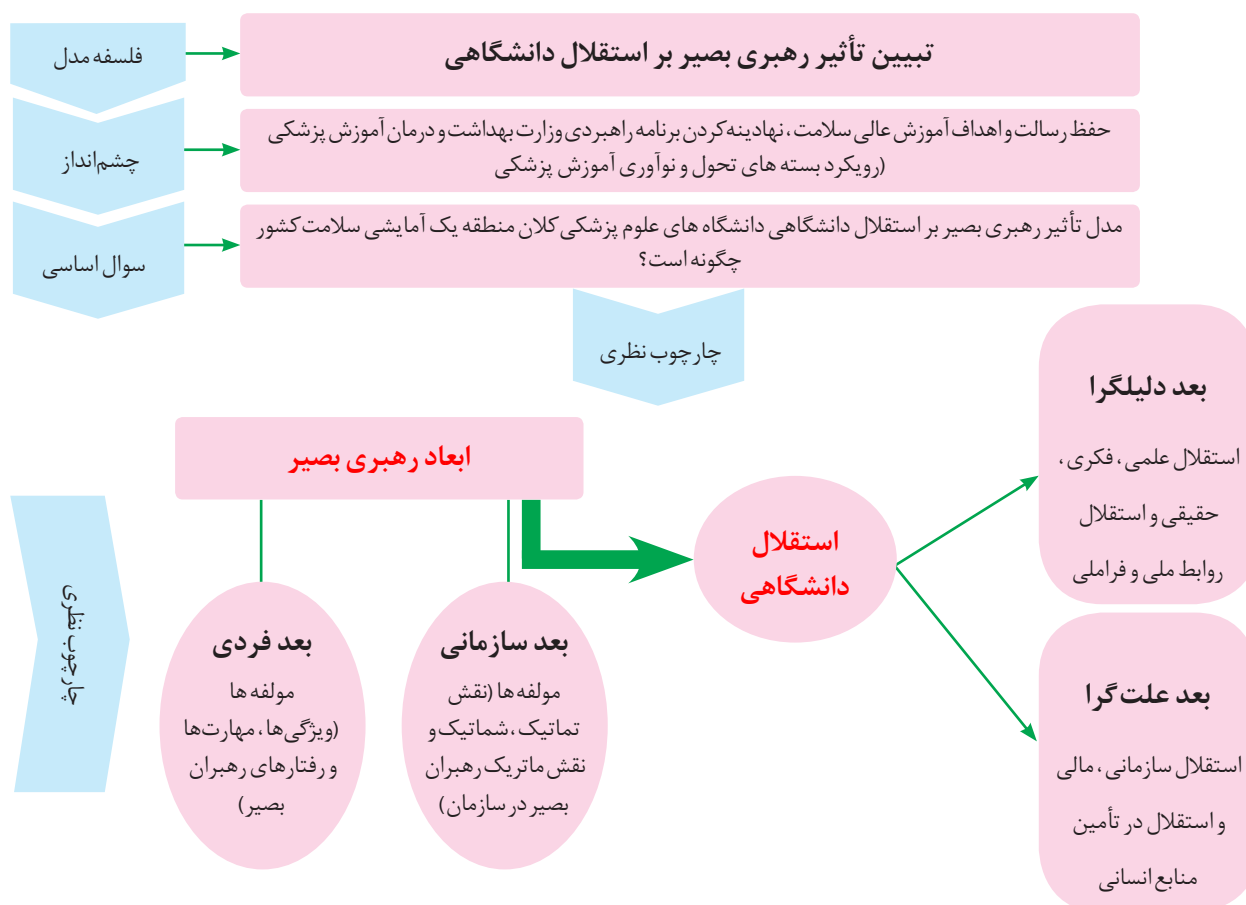 فلسفه مدل
تبیین تأثیر رهبری بصیر بر استقلال دانشگاهی
چشم‌انداز
حفظ رسالت و اهداف آموزش عالی سلامت، نهادینه کردن برنامه راهبردی وزارت بهداشت و درمان آموزش پزشکی
(رویکرد بسته های تحول و نوآوری آموزش پزشکی
سوال اساسی
مدل تأثیر رهبری بصیر بر استقلال دانشگاهی دانشگاه های علوم پزشکی کلان منطقه یک آمایشی سلامت کشور
چگونه است؟
چارچوب نظری
بعد دلیلگرا
استقلال علمی، فکری،
حقیقی و استقلال
روابط ملی و فراملی
ابعاد رهبری بصیر
استقلال
دانشگاهی
بعد سازمانی
مولفه ها (نقش
تماتیک، شماتیک و
نقش ماتریک رهبران
بصیر در سازمان)
بعد فردی
مولفه ها
(ویژگی‌ها، مهارت‌ها
و رفتارهای رهبران
بصیر)
چارچوب نظری
بعد علت‌گرا
استقلال سازمانی، مالی
و استقلال در تأمین
منابع انسانی